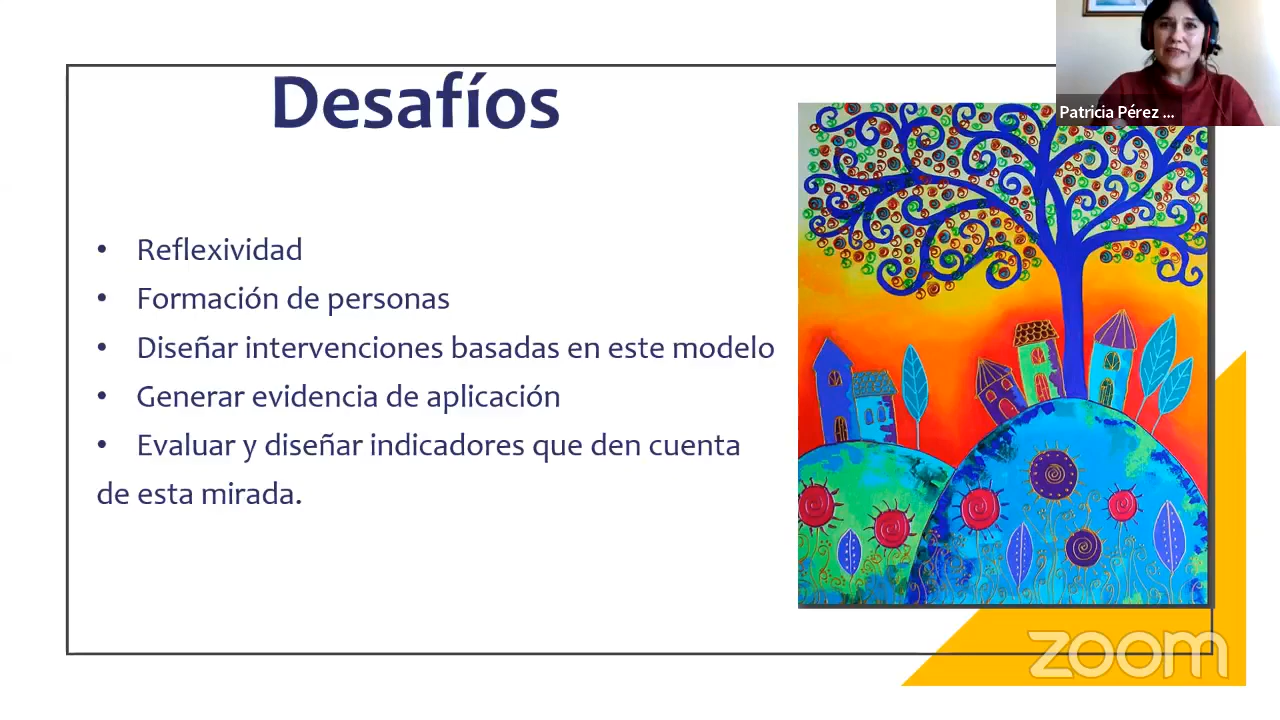 Desafíos
Patricia Pérez ...
• Reflexividad
• Formación de personas
• Diseñar intervenciones basadas en este modelo
• Generar evidencia de aplicación
• Evaluar y diseñar indicadores que den cuenta
de esta mirada.
zoom